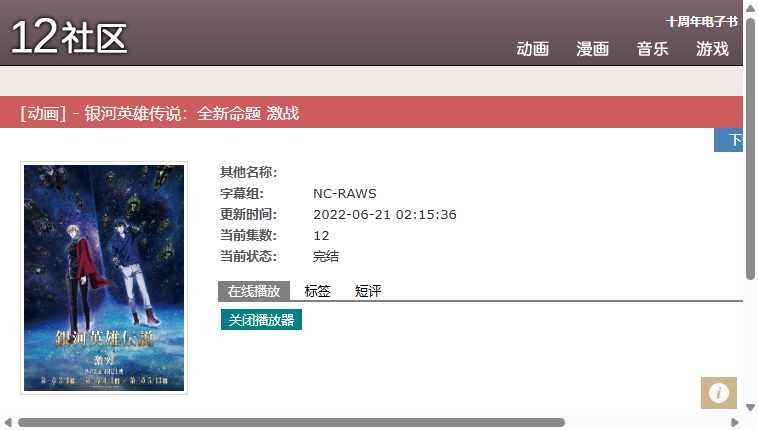 12社区
十周年电子书
动画 漫画 音乐 游戏
[动画] - 银河英雄传说：全新命题 激战
其他名称：
字幕组： NC-RAWS
更新时间： 2022-06-21 02:15:36
当前集数： 12
当前状态： 完结
在线播放 标签 短评
关闭播放器
銀河英雄伝説
激突